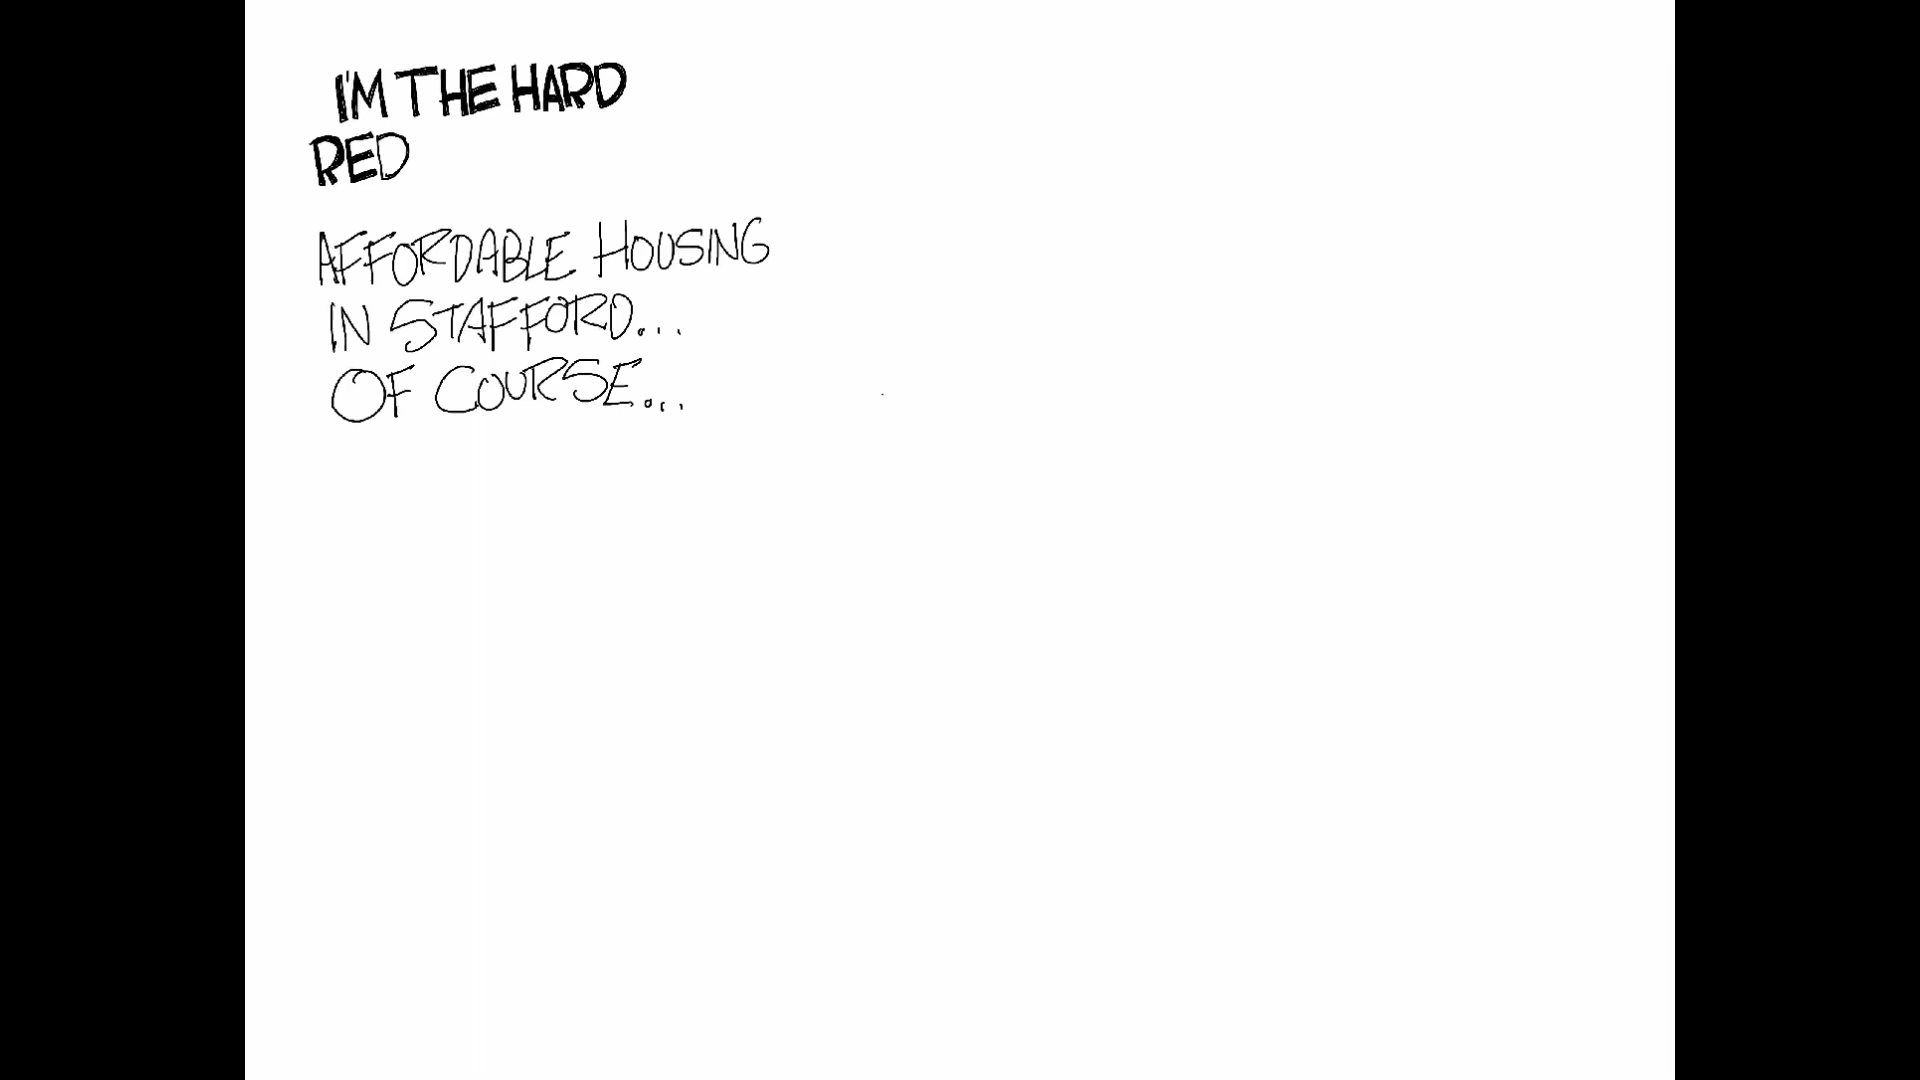 I'M THE HARD
RED
AFFORDABLE HOUSING
IN STAFFORD...
OF COURSE...